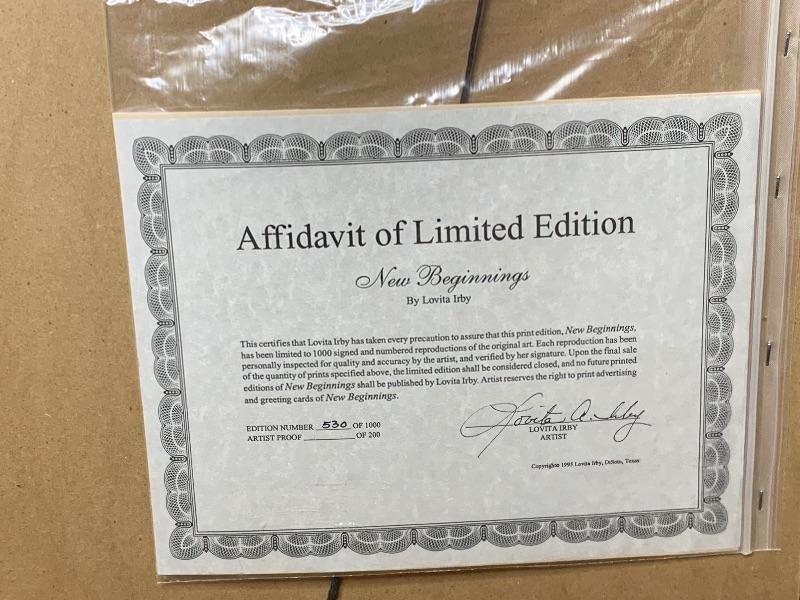 Affidavit of Limited Edition
New Beginnings
By Lovita Irby
This certifies that Lovita Irby has taken every precaution to assure that this print edition, New Beginnings,
has been limited to 1000 signed and numbered reproductions of the original art. Each reproduction has been
personally inspected for quality and accuracy by the artist, and verified by her signature. Upon the final sale
of the quantity of prints specified above, the limited edition shall be considered closed, and no future printed
editions of New Beginnings shall be published by Lovita Irby. Artist reserves the right to print advertising
and greeting cards of New Beginnings.
EDITION NUMBER 530 OF 1000
ARTIST PROOF ________ OF 200
Lovita A. Irby
LOVITA IRBY
ARTIST
Copyright© 1995 Lovita Irby, DeSoto, Texas